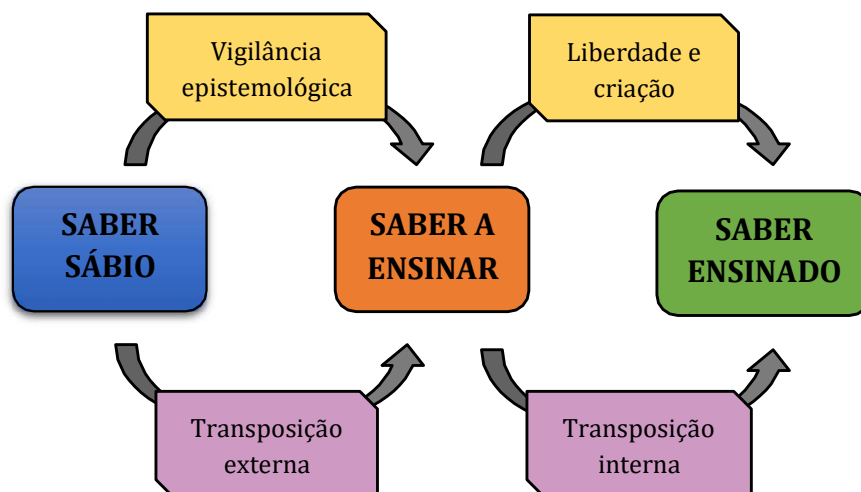 Vigilância
epistemológica
Liberdade e
criação
SABER
SÁBIO
SABER A
ENSINAR
SABER
ENSINADO
Transposição
externa
Transposição
interna